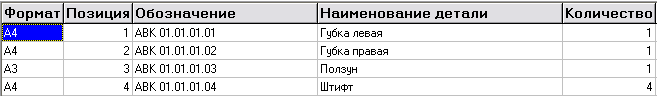 Формат Позиция Обозначение Наименование детали Количество
А4 1 АВК 01.01.01.01 Губка левая 1
А4 2 АВК 01.01.01.02 Губка правая 1
А3 3 АВК 01.01.01.03 Ползун 1
А4 4 АВК 01.01.01.04 Штифт 4